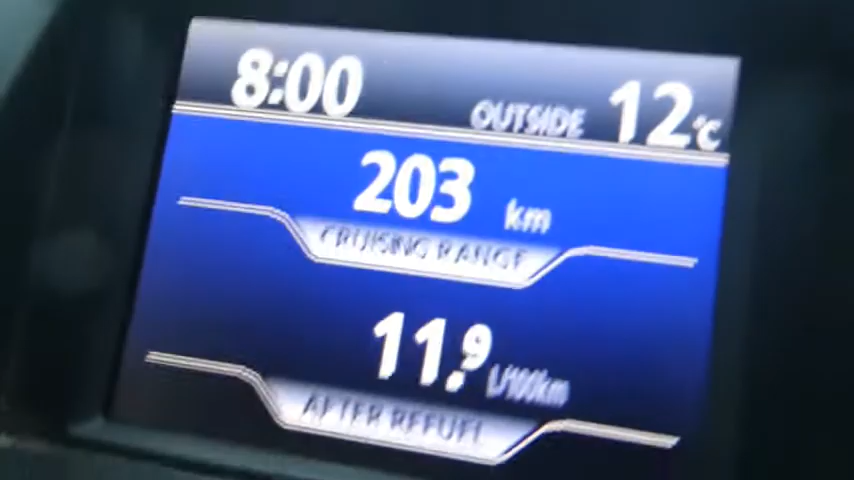 8:00 OUTSIDE 12°C
203 km
CRUISING RANGE
11.9 L/100km
AFTER REFUEL